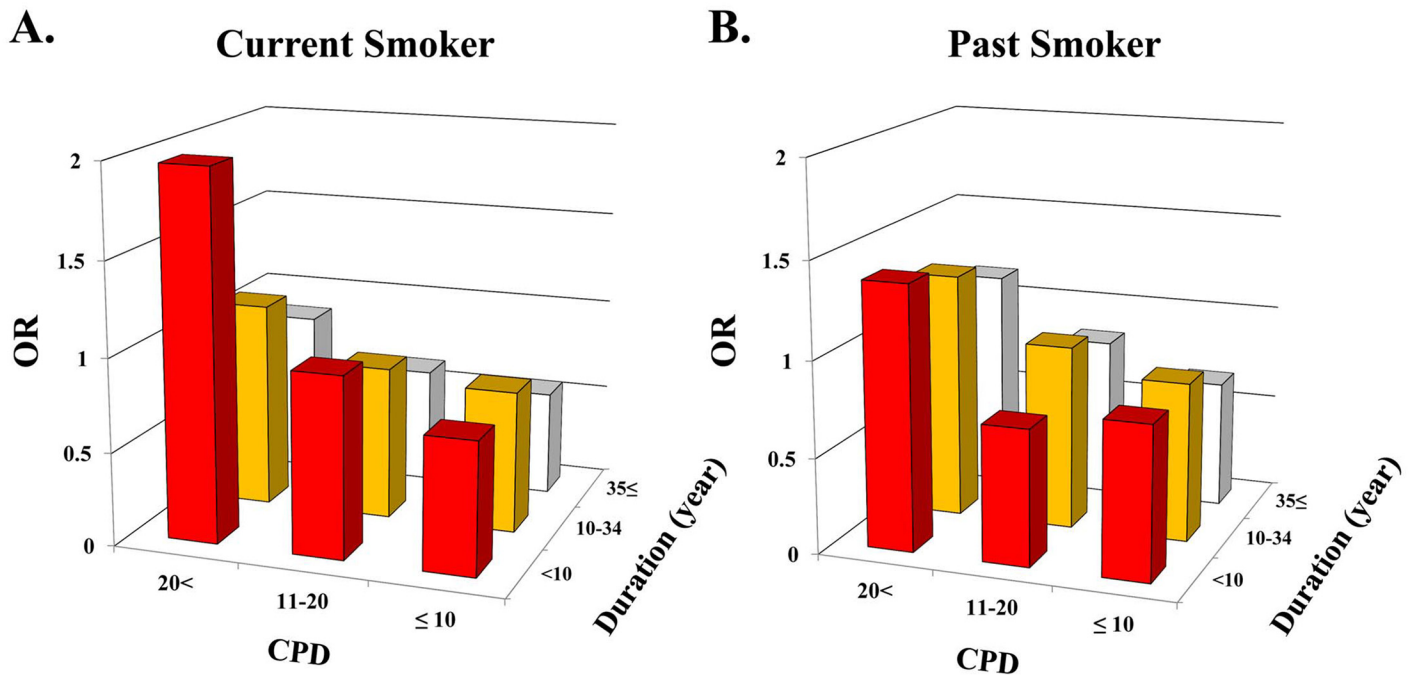 A.
Current Smoker
2
1.5
1
0.5
0
OR
20<
11-20
≤ 10
CPD
<10
10-34
35≤
Duration (year)
B.
Past Smoker
2
1.5
1
0.5
0
OR
20<
11-20
≤ 10
CPD
<10
10-34
35≤
Duration (year)